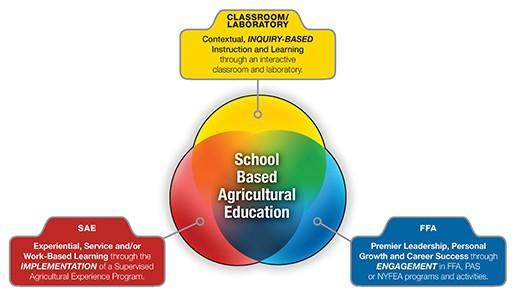 CLASSROOM/
LABORATORY
Contextual, INQUIRY-BASED
Instruction and Learning
through an interactive
classroom and laboratory.
School
Based
Agricultural
Education
SAE
Experiential, Service and/or
Work-Based Learning through the
IMPLEMENTATION of a Supervised
Agricultural Experience Program.
FFA
Premier Leadership, Personal
Growth and Career Success through
ENGAGEMENT in FFA, PAS
or NYFEA programs and activities.